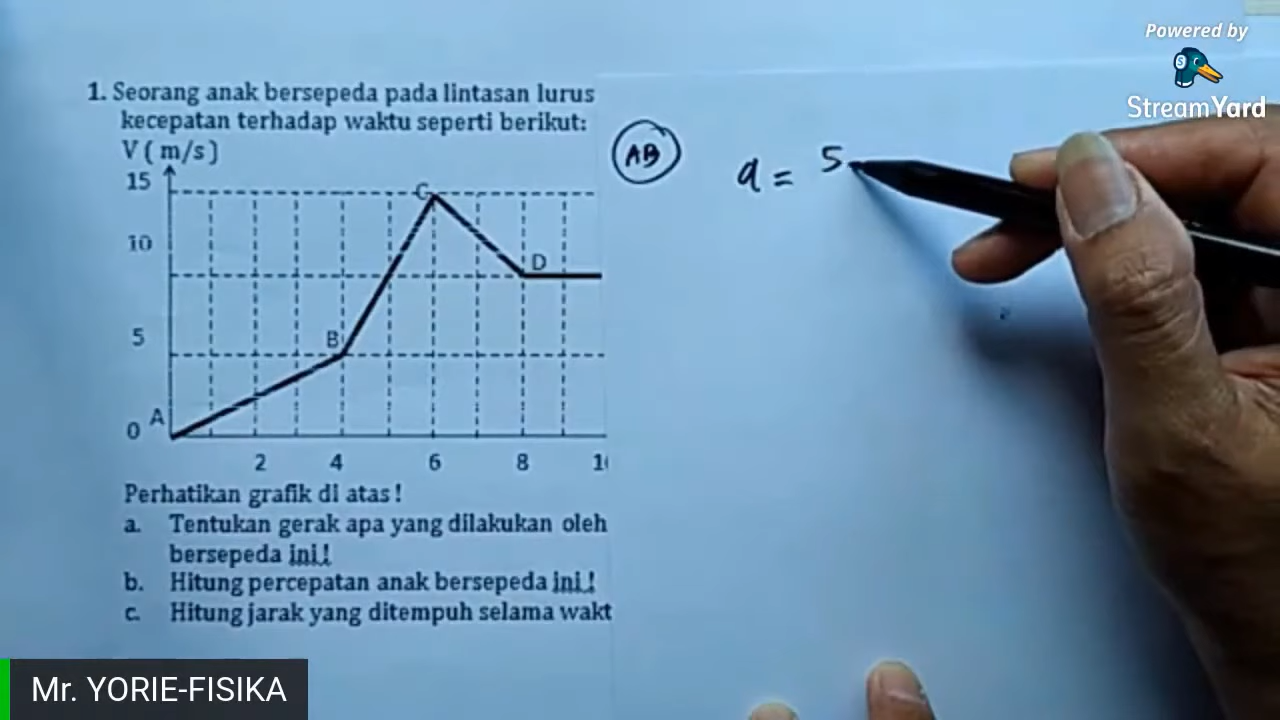 Powered by
StreamYard
1. Seorang anak bersepeda pada lintasan lurus
kecepatan terhadap waktu seperti berikut:
V ( m/s )
15
10
5
0
A
B
C
D
2 4 6 8
Perhatikan grafik di atas !
a. Tentukan gerak apa yang dilakukan oleh
bersepeda ini.!
b. Hitung percepatan anak bersepeda ini.!
c. Hitung jarak yang ditempuh selama wakt
AB
a = 5-
Mr. YORIE-FISIKA